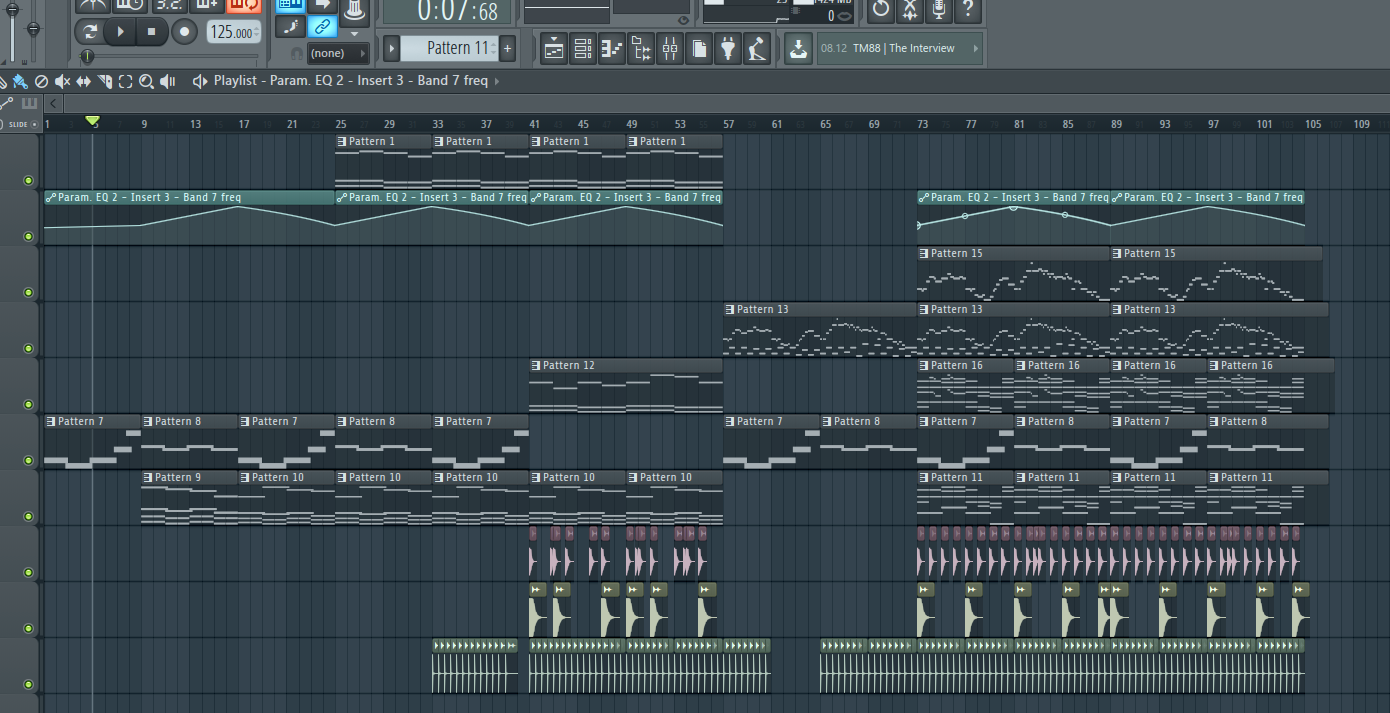 3.2.
0:07:68
1424 MB
0
125.000
(none)
Pattern 11
+
?
08.12 TM88 | The Interview
Playlist - Param. EQ 2 - Insert 3 - Band 7 freq
SLIDE
1 5 9 13 17 21 25 29 33 37 41 45 49 53 57 61 65 69 73 77 81 85 89 93 97 101 105 109
Pattern 1 Pattern 1 Pattern 1 Pattern 1
Param. EQ 2 - Insert 3 - Band 7 freq Param. EQ 2 - Insert 3 - Band 7 freq Param. EQ 2 - Insert 3 - Band 7 freq Param. EQ 2 - Insert 3 - Band 7 freq Param. EQ 2 - Insert 3 - Band 7 freq
Pattern 15 Pattern 15
Pattern 13 Pattern 13 Pattern 13
Pattern 12 Pattern 16 Pattern 16 Pattern 16 Pattern 16
Pattern 7 Pattern 8 Pattern 7 Pattern 8 Pattern 7 Pattern 7 Pattern 8 Pattern 7 Pattern 8 Pattern 7 Pattern 8
Pattern 9 Pattern 10 Pattern 10 Pattern 10 Pattern 10 Pattern 10 Pattern 11 Pattern 11 Pattern 11 Pattern 11